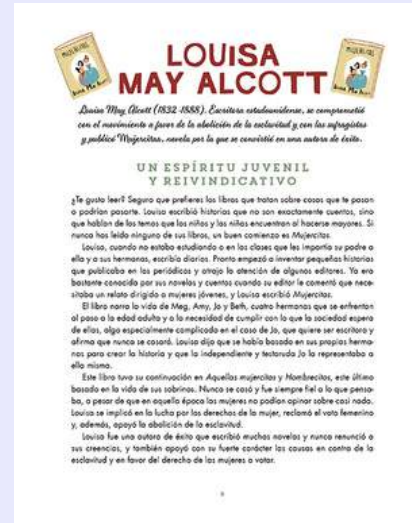 LOUISA
MAY ALCOTT
MUJERCITAS
MUJERCITAS
Louisa May Alcott
Louisa May Alcott
Louisa May Alcott (1832-1888). Escritora estadounidense, se comprometió
con el movimiento a favor de la abolición de la esclavitud y con las sufragistas
y publicó Mujercitas, novela por la que se convirtió en una autora de éxito.
UN ESPÍRITU JUVENIL
Y REIVINDICATIVO
¿Te gusta leer? Seguro que prefieres los libros que tratan sobre cosas que te pasan
o podrían pasarte. Louisa escribió historias que no son exactamente cuentos, sino
que hablan de los temas que los niños y las niñas encuentran al hacerse mayores. Si
nunca has leído ninguno de sus libros, un buen comienzo es Mujercitas.
Louisa, cuando no estaba estudiando o en las clases que les impartía su padre a
ella y a sus hermanas, escribía diarios. Pronto empezó a inventar pequeñas historias
que publicaba en los periódicos y atrajo la atención de algunos editores. Ya era
bastante conocida por sus novelas y cuentos cuando su editor le comentó que nece-
sitaba un relato dirigido a mujeres jóvenes, y Louisa escribió Mujercitas.
El libro narra la vida de Meg, Amy, Jo y Beth, cuatro hermanas que se enfrentan
al paso a la edad adulta y a la necesidad de cumplir con lo que la sociedad espera
de ellas, algo especialmente complicado en el caso de Jo, que quiere ser escritora y
afirma que nunca se casará. Louisa dijo que se había basado en sus propias herma-
nas para crear la historia y que la independiente y testaruda Jo la representaba a
ella misma.
Este libro tuvo su continuación en Aquellas mujercitas y Hombrecitos, este último
basado en la vida de sus sobrinos. Nunca se casó y fue siempre fiel a lo que pensa-
ba, a pesar de que en aquella época las mujeres no podían opinar sobre casi nada.
Louisa se implicó en la lucha por los derechos de la mujer, reclamó el voto femenino
y, además, apoyó la abolición de la esclavitud.
Louisa fue una autora de éxito que escribió muchas novelas y nunca renunció a
sus creencias, y también apoyó con su fuerte carácter las causas en contra de la
esclavitud y en favor del derecho de las mujeres a votar.